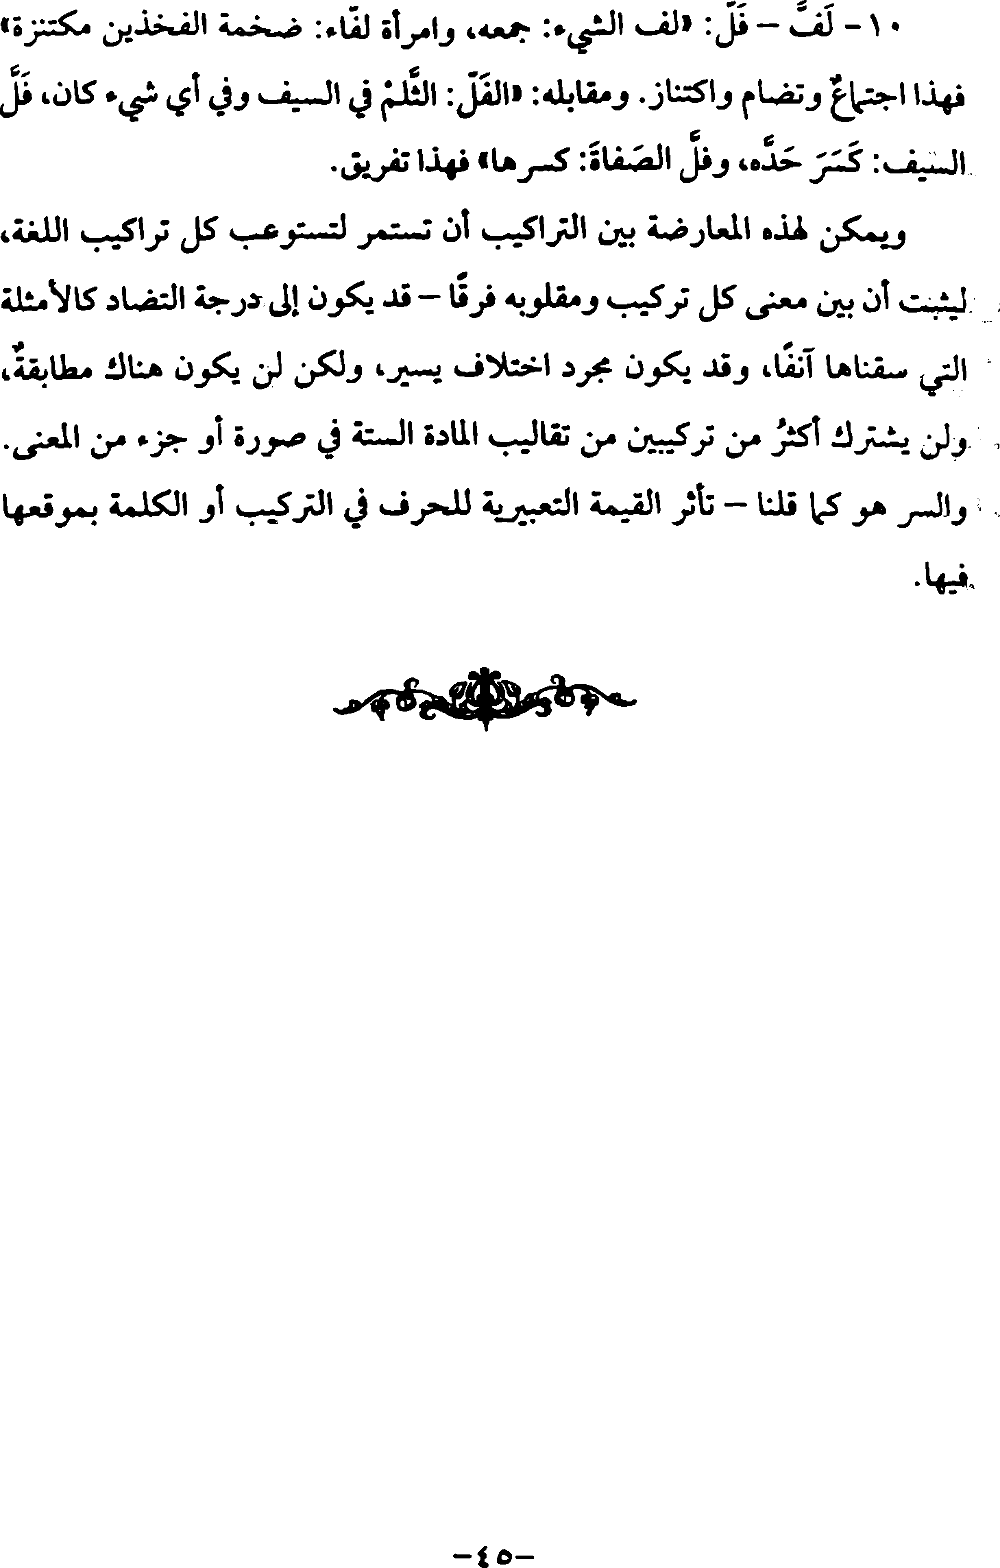 ١٠- لَفَّ – فَلَّ: «لف الشيء: جمعه، وامرأة لفّاء: ضخمة الفخذين مكتنزة»
فهذا اجتماعٌ وتضام واكتناز. ومقابله: «الفَلّ: الثَّلمْ في السيف وفي أي شيء كان، فَلَّ
السيف: كَسَرَ حَدَّه، وفلَّ الصَفاةَ: كسرها» فهذا تفريق.
ويمكن لهذه المعارضة بين التراكيب أن تستمر لتستوعب كل تراكيب اللغة،
ليثبت أن بين معنى كل تركيب ومقلوبه فرقًا – قد يكون إلى درجة التضاد كالأمثلة
التي سقناها آنفًا، وقد يكون مجرد اختلاف يسير، ولكن لن يكون هناك مطابقةٌ،
ولن يشترك أكثرُ من تركيبين من تقاليب المادة الستة في صورة أو جزء من المعنى.
والسر هو كما قلنا – تأثر القيمة التعبيرية للحرف في التركيب أو الكلمة بموقعها
فيها.
–٤٥–